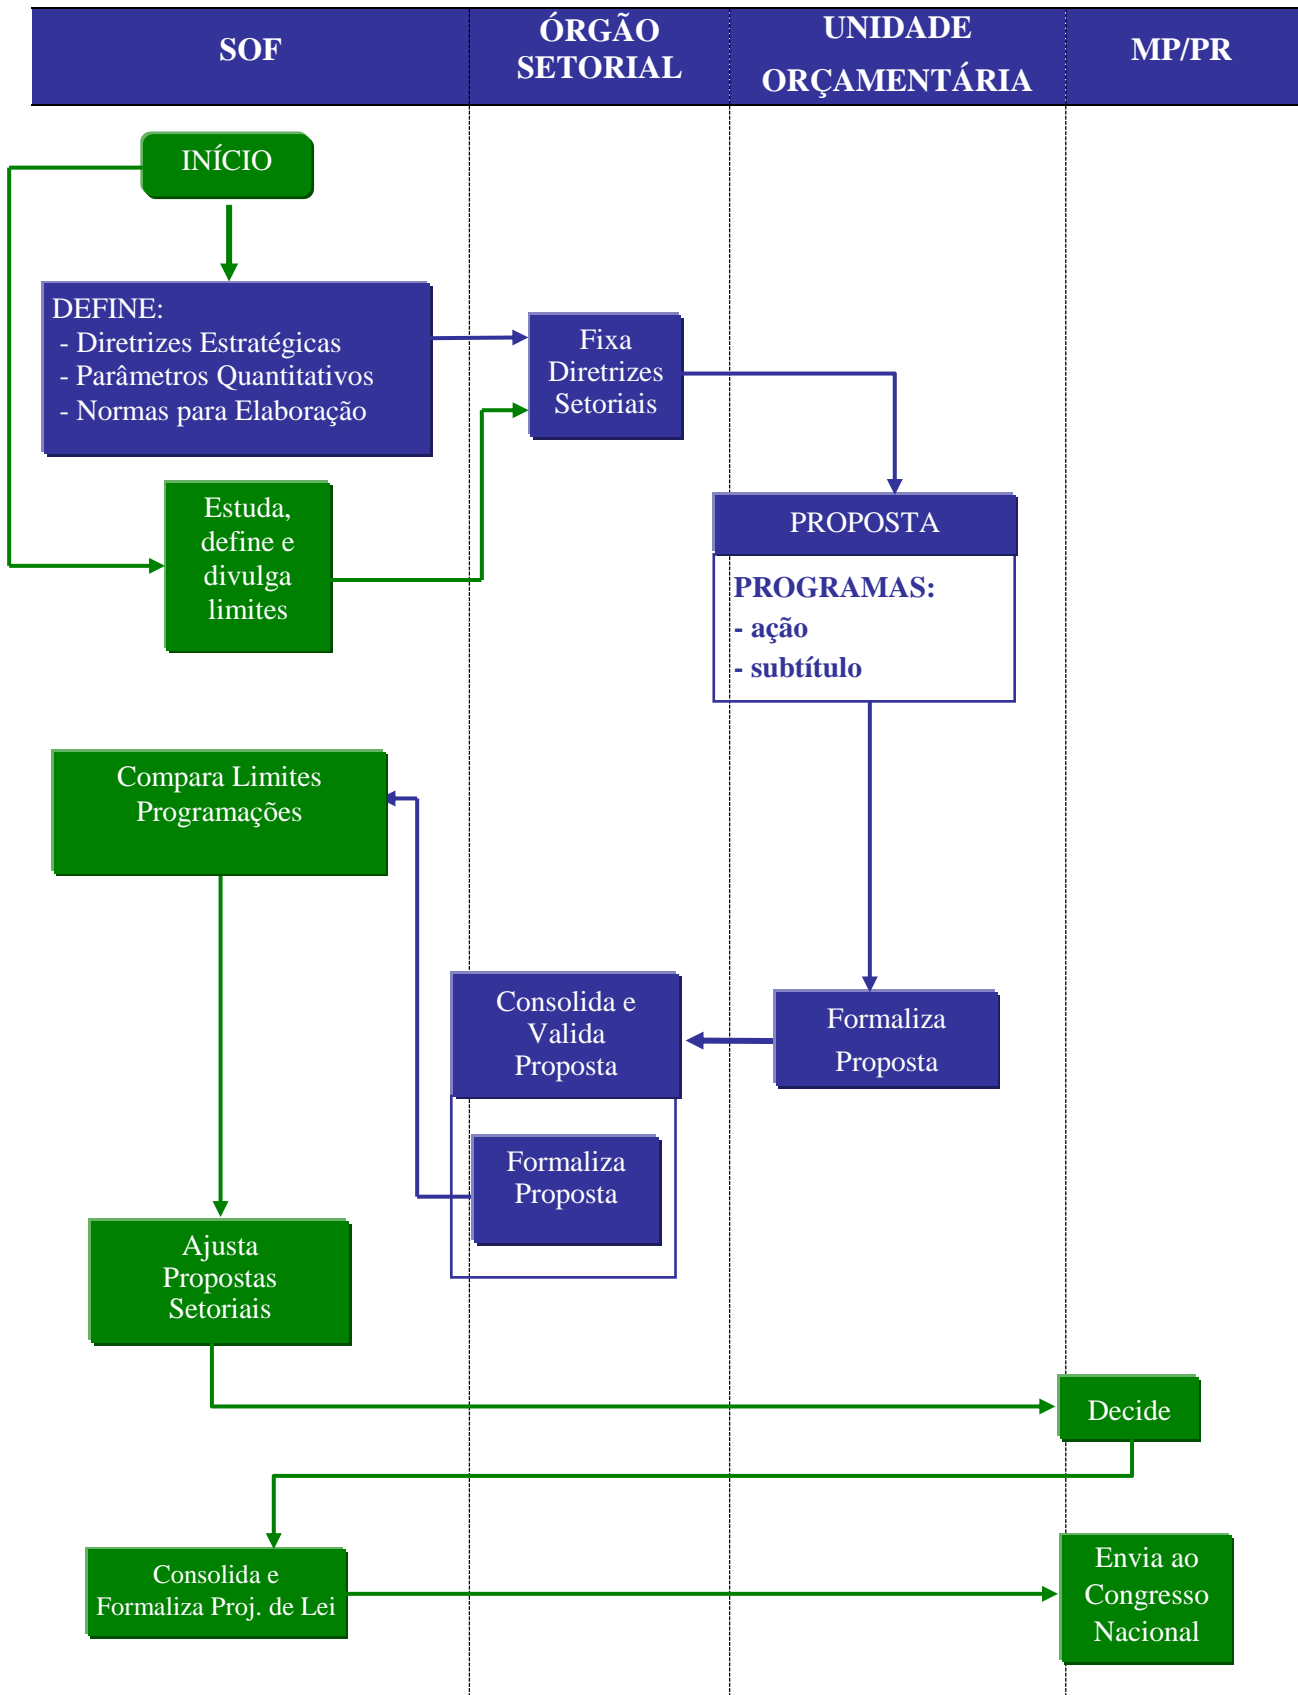 SOF
ÓRGÃO
SETORIAL
UNIDADE
ORÇAMENTÁRIA
MP/PR
INÍCIO
DEFINE:
- Diretrizes Estratégicas
- Parâmetros Quantitativos
- Normas para Elaboração
Fixa
Diretrizes
Setoriais
Estuda,
define e
divulga
limites
PROPOSTA
PROGRAMAS:
- ação
- subtítulo
Compara Limites
Programações
Consolida e
Valida
Proposta
Formaliza
Proposta
Formaliza
Proposta
Ajusta
Propostas
Setoriais
Decide
Consolida e
Formaliza Proj. de Lei
Envia ao
Congresso
Nacional